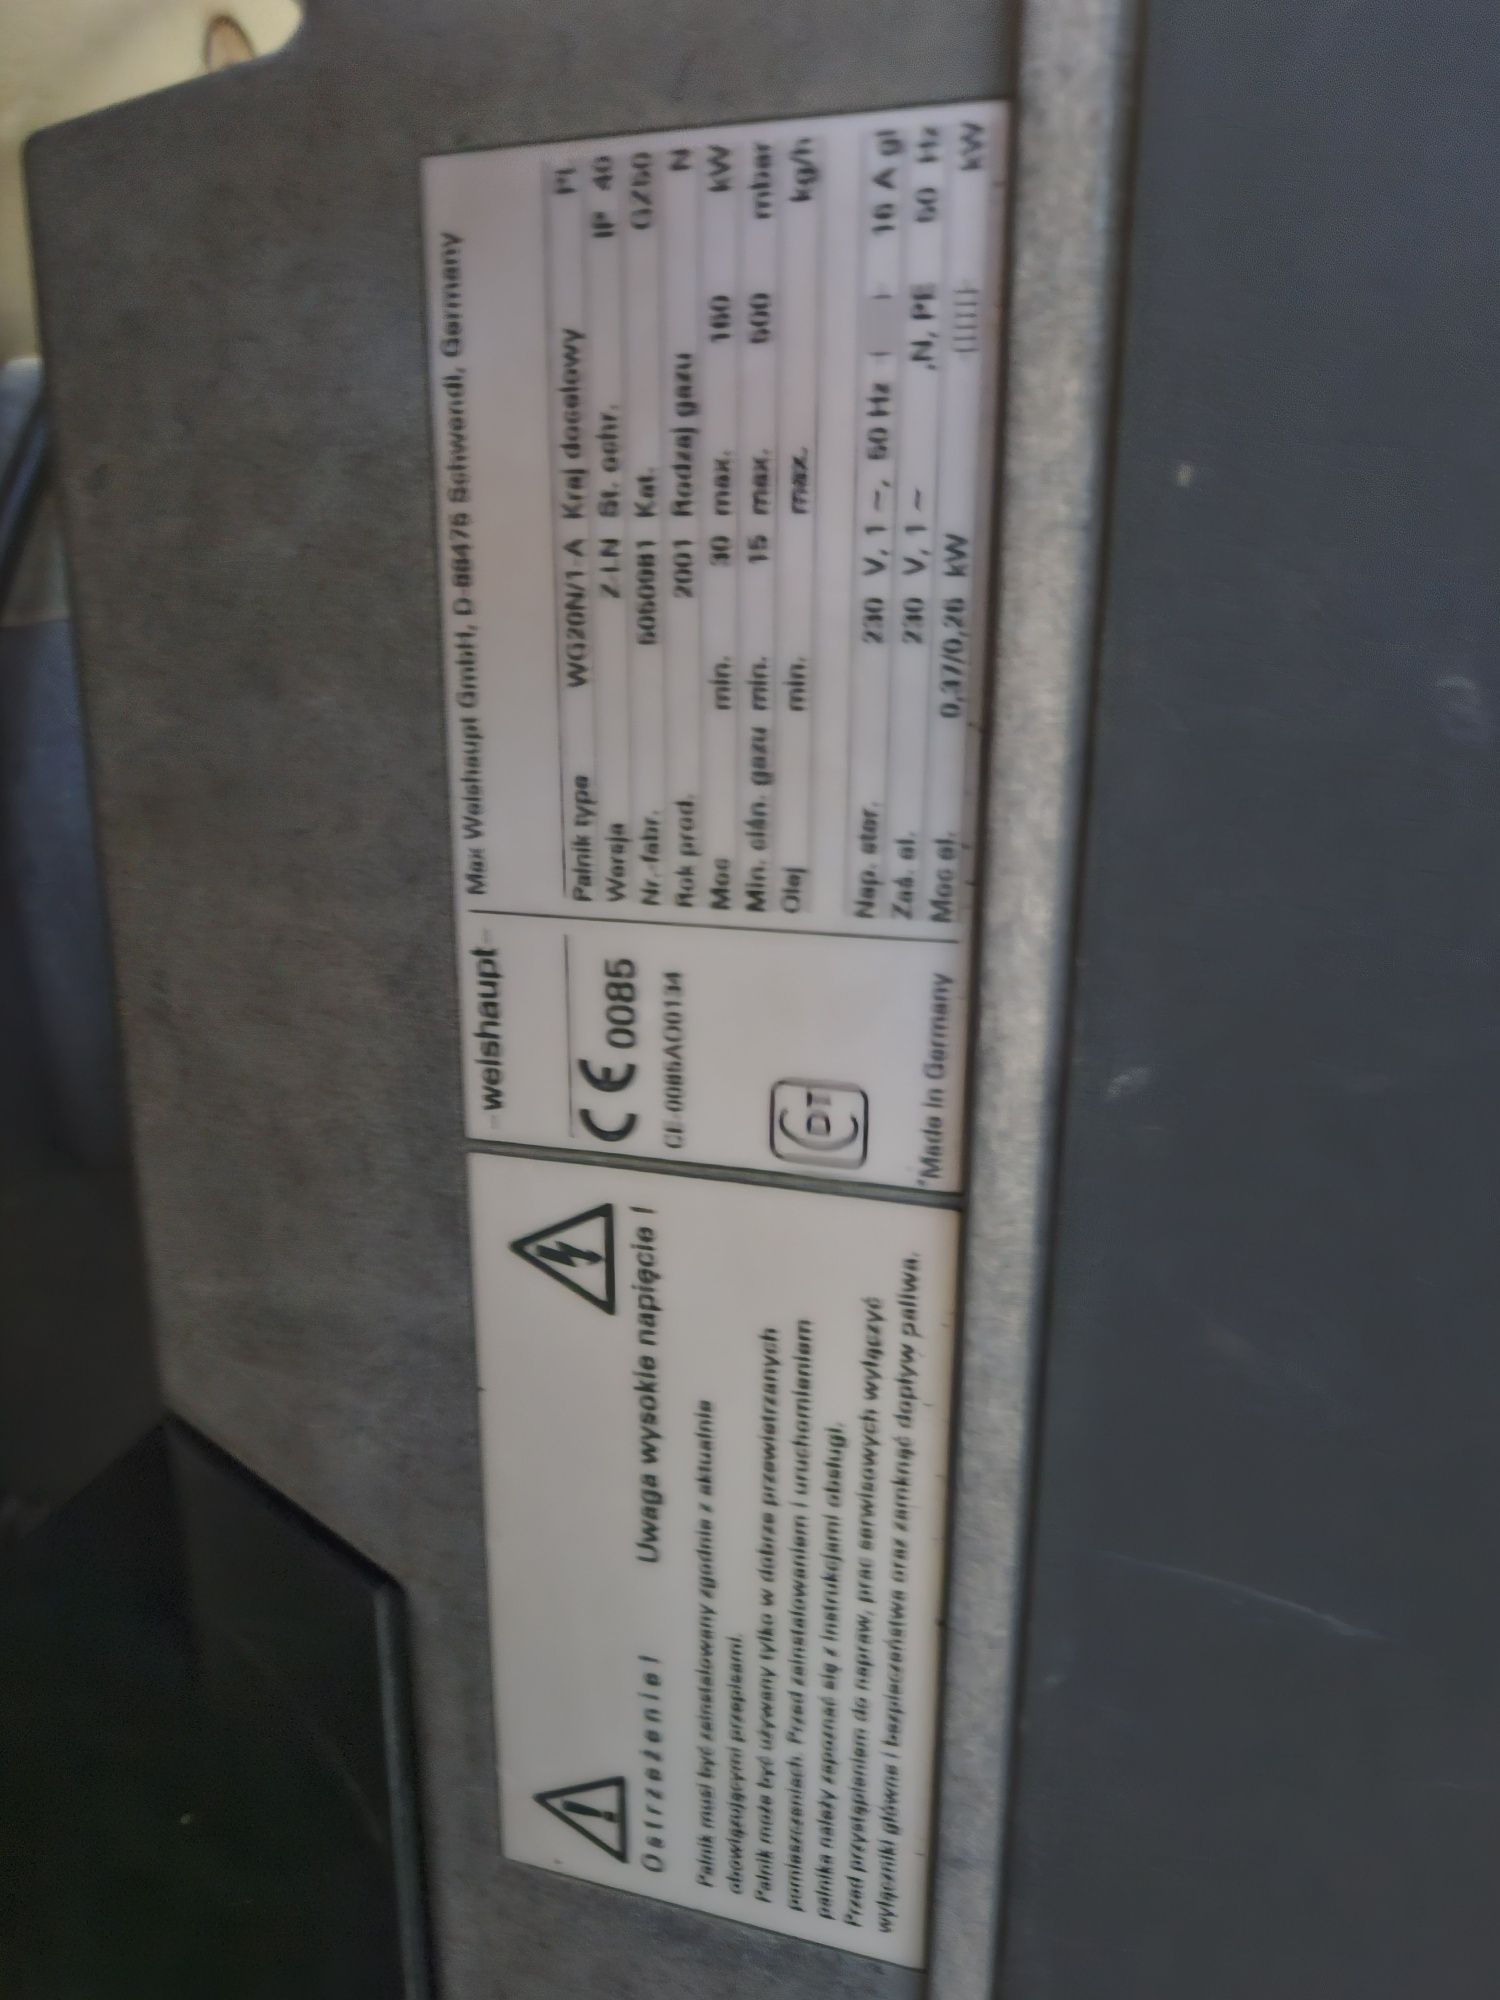 Ostrzeżenie!
Uwaga wysokie napięcie!
Palnik musi być zainstalowany zgodnie z aktualnie
obowiązującymi przepisami.
Palnik może być używany tylko w dobrze przewietrzanych
pomieszczeniach. Przed zainstalowaniem i uruchomieniem
palnika należy zapoznać się z instrukcjami obsługi.
Przed przystąpieniem do napraw, prac serwisowych wyłączyć
wyłączniki główne i bezpieczeństwa oraz zamknąć dopływ paliwa.
-weishaupt-
CE 0085
CE-0085AO0134
DT
Made in Germany
Max Weishaupt GmbH, D-88475 Schwendi, Germany
Palnik typ WG20N/1-A Kraj docelowy Pl
Wersja Z-LN St. ochr. IP 40
Nr. fabr. Kat. GZ50
Rok prod. 2001 Rodzaj gazu N
Moc min. 30 max. 160 kW
Min. ciśn. gazu min. 15 max. 500 mbar
Olej min. max. kg/h
Nap. ster. 230 V, 1 ~, 50 Hz 16 A gl
Zas. el. 230 V, 1 ~ ,N, PE 50 Hz
Moc el. 0,37/0,26 kW kW